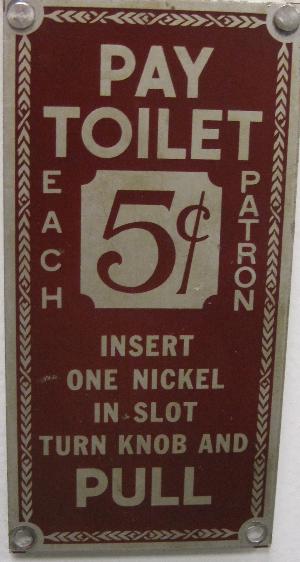 PAY
TOILET
EACH
5¢
PATRON
INSERT
ONE NICKEL
IN SLOT
TURN KNOB AND
PULL